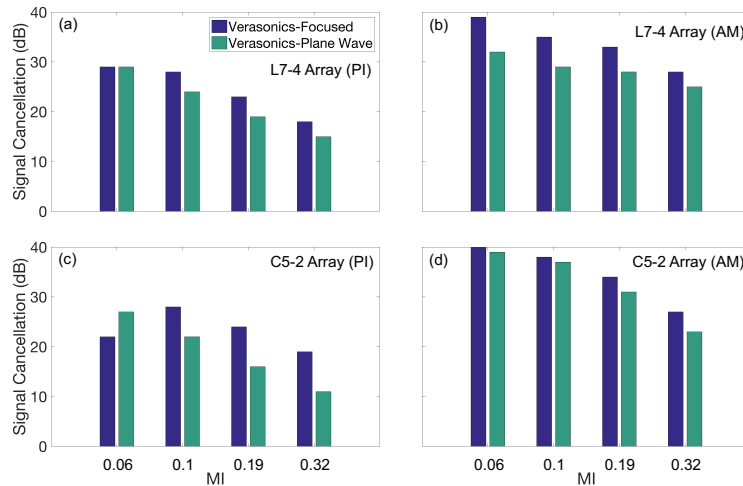 40
30
20
10
0
Signal Cancellation (dB)
(a)
Verasonics-Focused
Verasonics-Plane Wave
L7-4 Array (PI)
(b)
L7-4 Array (AM)
40
30
20
10
0
Signal Cancellation (dB)
(c)
C5-2 Array (PI)
0.06 0.1 0.19 0.32
MI
(d)
C5-2 Array (AM)
0.06 0.1 0.19 0.32
MI